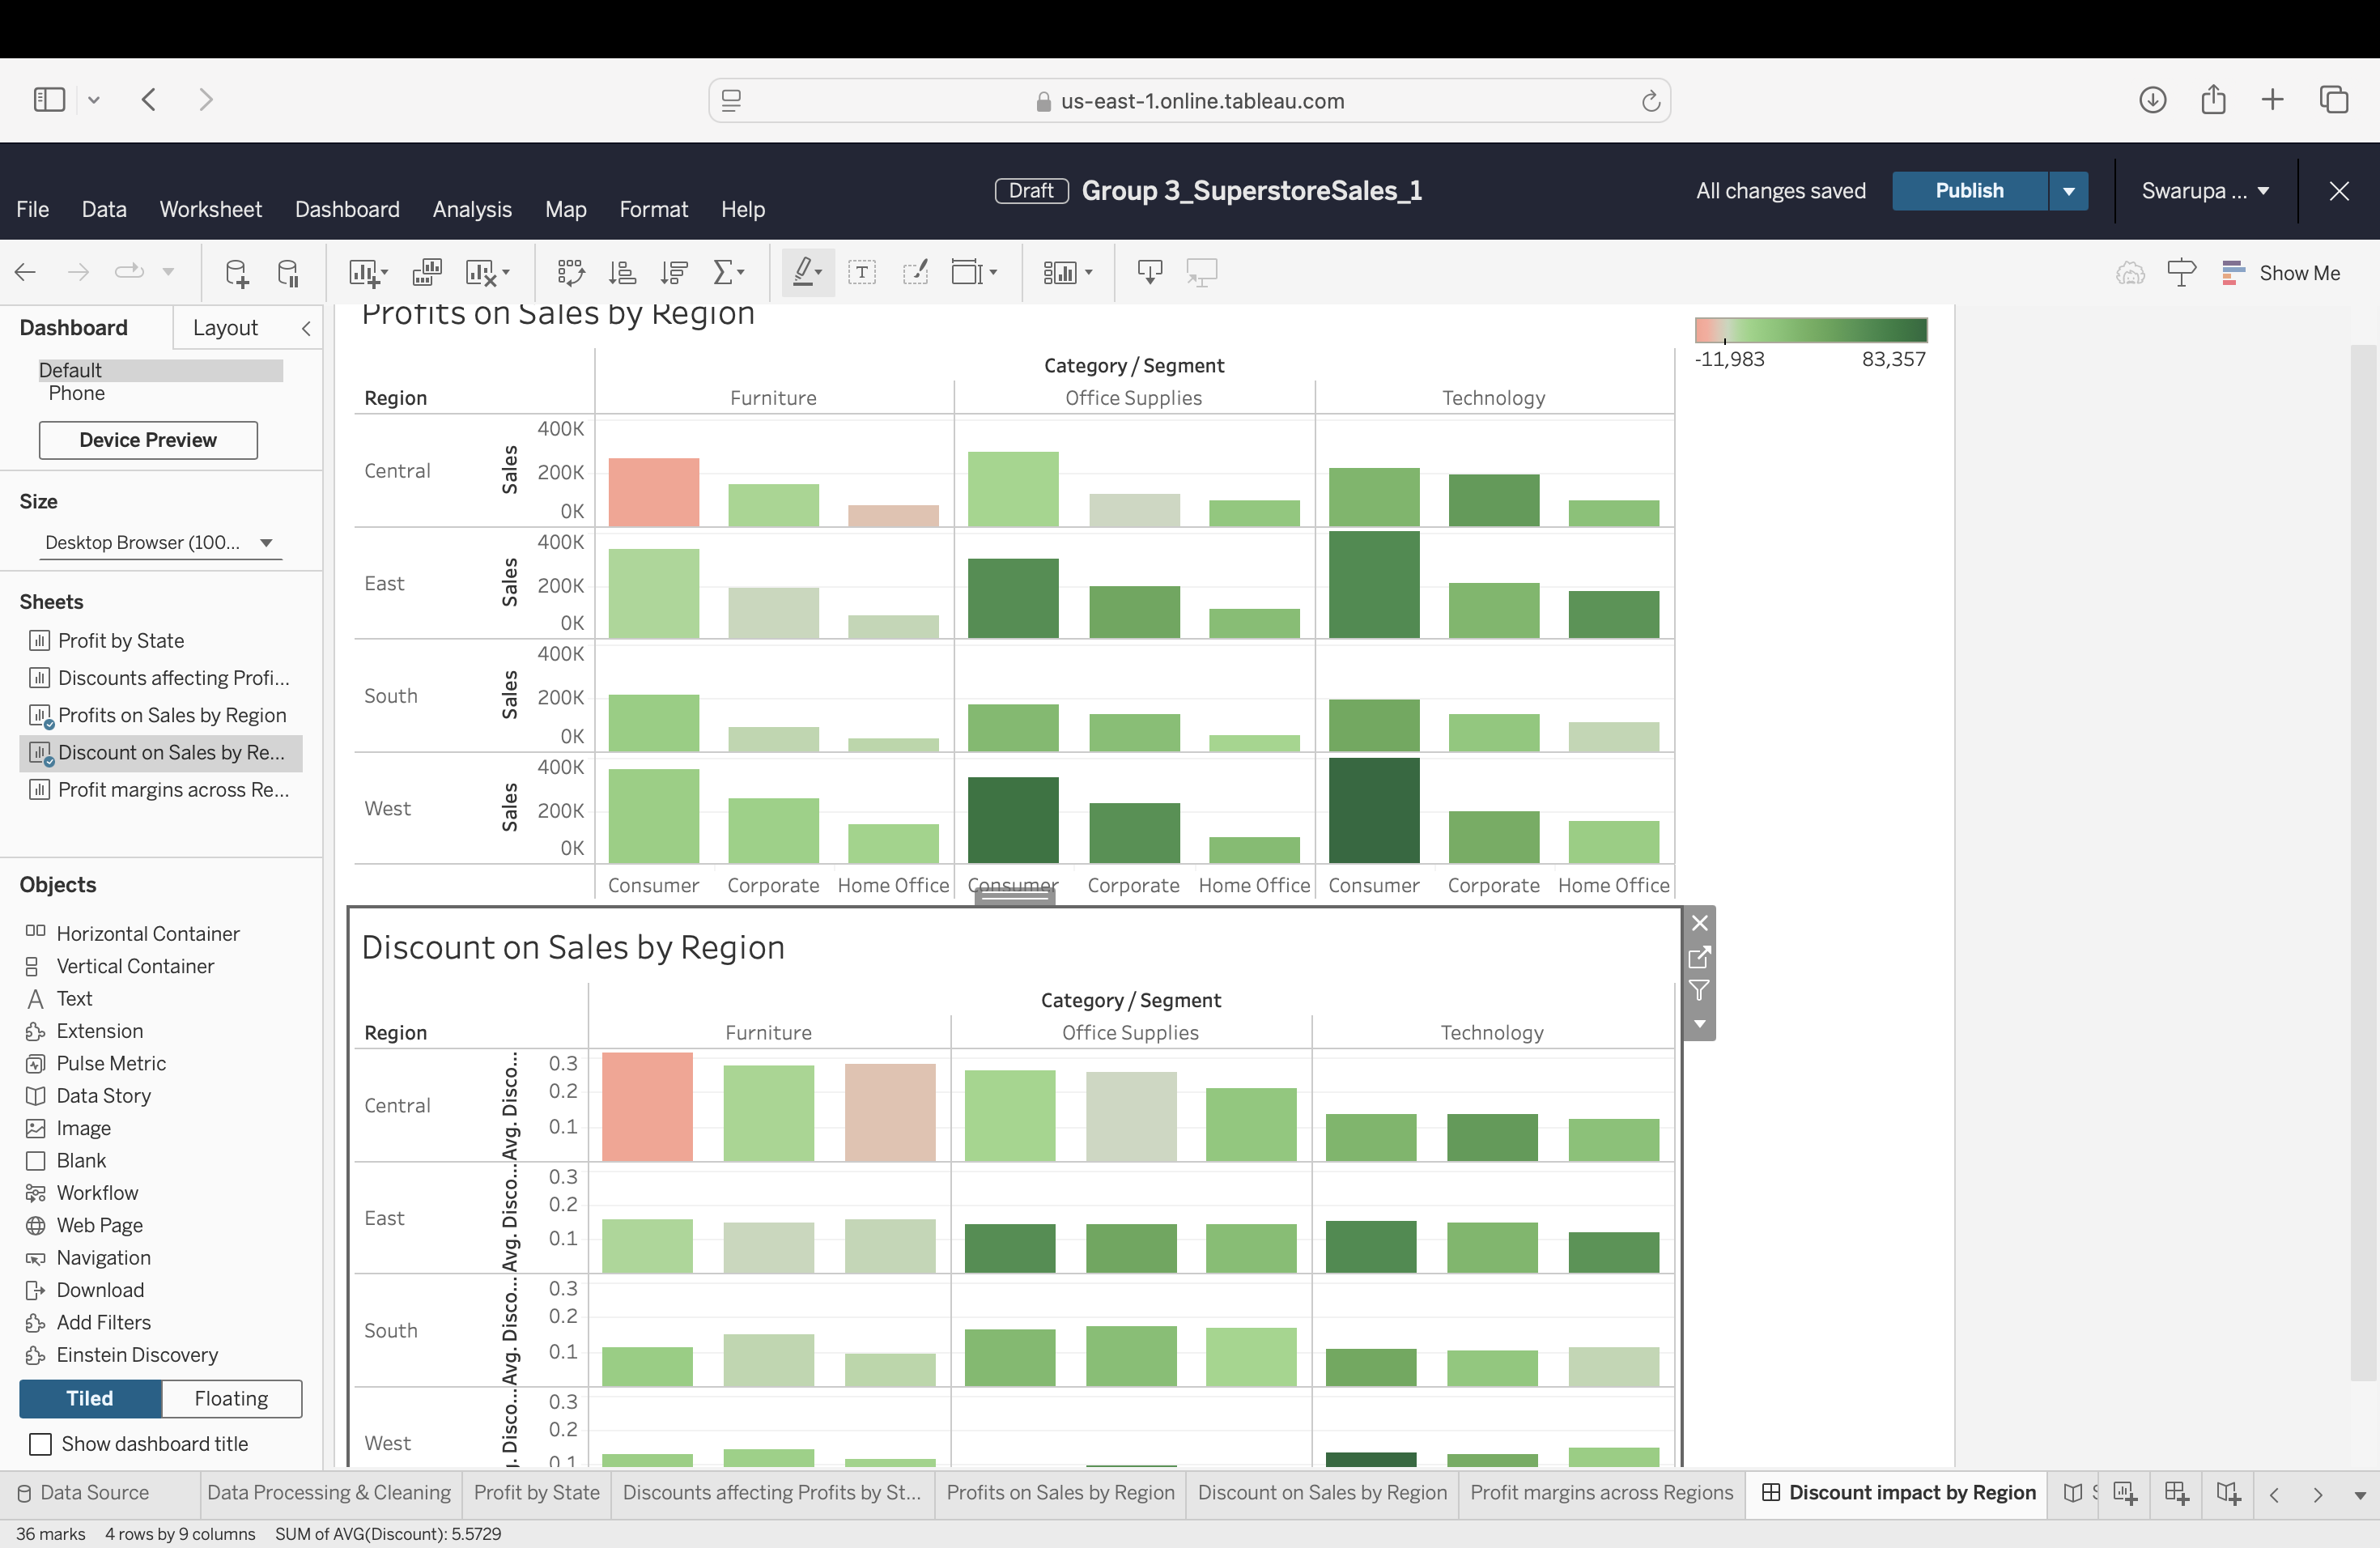 us-east-1.online.tableau.com
File Data Worksheet Dashboard Analysis Map Format Help
Draft Group 3_SuperstoreSales_1
All changes saved Publish Swarupa ...
Show Me
Dashboard Layout
Default
Phone
Device Preview
Size
Desktop Browser (100...
Sheets
Profit by State
Discounts affecting Profi...
Profits on Sales by Region
Discount on Sales by Re...
Profit margins across Re...
Objects
Horizontal Container
Vertical Container
Text
Extension
Pulse Metric
Data Story
Image
Blank
Workflow
Web Page
Navigation
Download
Add Filters
Einstein Discovery
Tiled Floating
Show dashboard title
Profits on Sales by Region
Category / Segment
Region Furniture Office Supplies Technology
Central Sales 400K 200K 0K
East Sales 400K 200K 0K
South Sales 400K 200K 0K
West Sales 400K 200K 0K
Consumer Corporate Home Office Consumer Corporate Home Office Consumer Corporate Home Office
-11,983 83,357
Discount on Sales by Region
Category / Segment
Region Furniture Office Supplies Technology
Central Avg. Disco... 0.3 0.2 0.1
East Avg. Disco... 0.3 0.2 0.1
South Avg. Disco... 0.3 0.2 0.1
West . Disco... 0.3 0.2 0.1
Data Source Data Processing & Cleaning Profit by State Discounts affecting Profits by St... Profits on Sales by Region Discount on Sales by Region Profit margins across Regions Discount impact by Region
36 marks 4 rows by 9 columns SUM of AVG(Discount): 5.5729